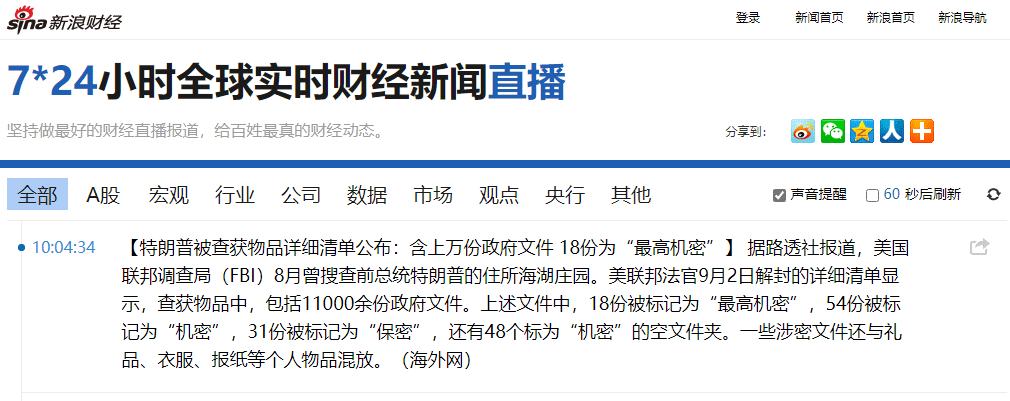 sina新浪财经
登录 新闻首页 新浪首页 新浪导航
7*24小时全球实时财经新闻直播
坚持做最好的财经直播报道，给百姓最真的财经动态。 分享到：
全部 A股 宏观 行业 公司 数据 市场 观点 央行 其他 声音提醒 60 秒后刷新
10:04:34 【特朗普被查获物品详细清单公布：含上万份政府文件 18份为“最高机密”】 据路透社报道，美国
联邦调查局（FBI）8月曾搜查前总统特朗普的住所海湖庄园。美联邦法官9月2日解封的详细清单显
示，查获物品中，包括11000余份政府文件。上述文件中，18份被标记为“最高机密”，54份被标
记为“机密”，31份被标记为“保密”，还有48个标为“机密”的空文件夹。一些涉密文件还与礼
品、衣服、报纸等个人物品混放。（海外网）